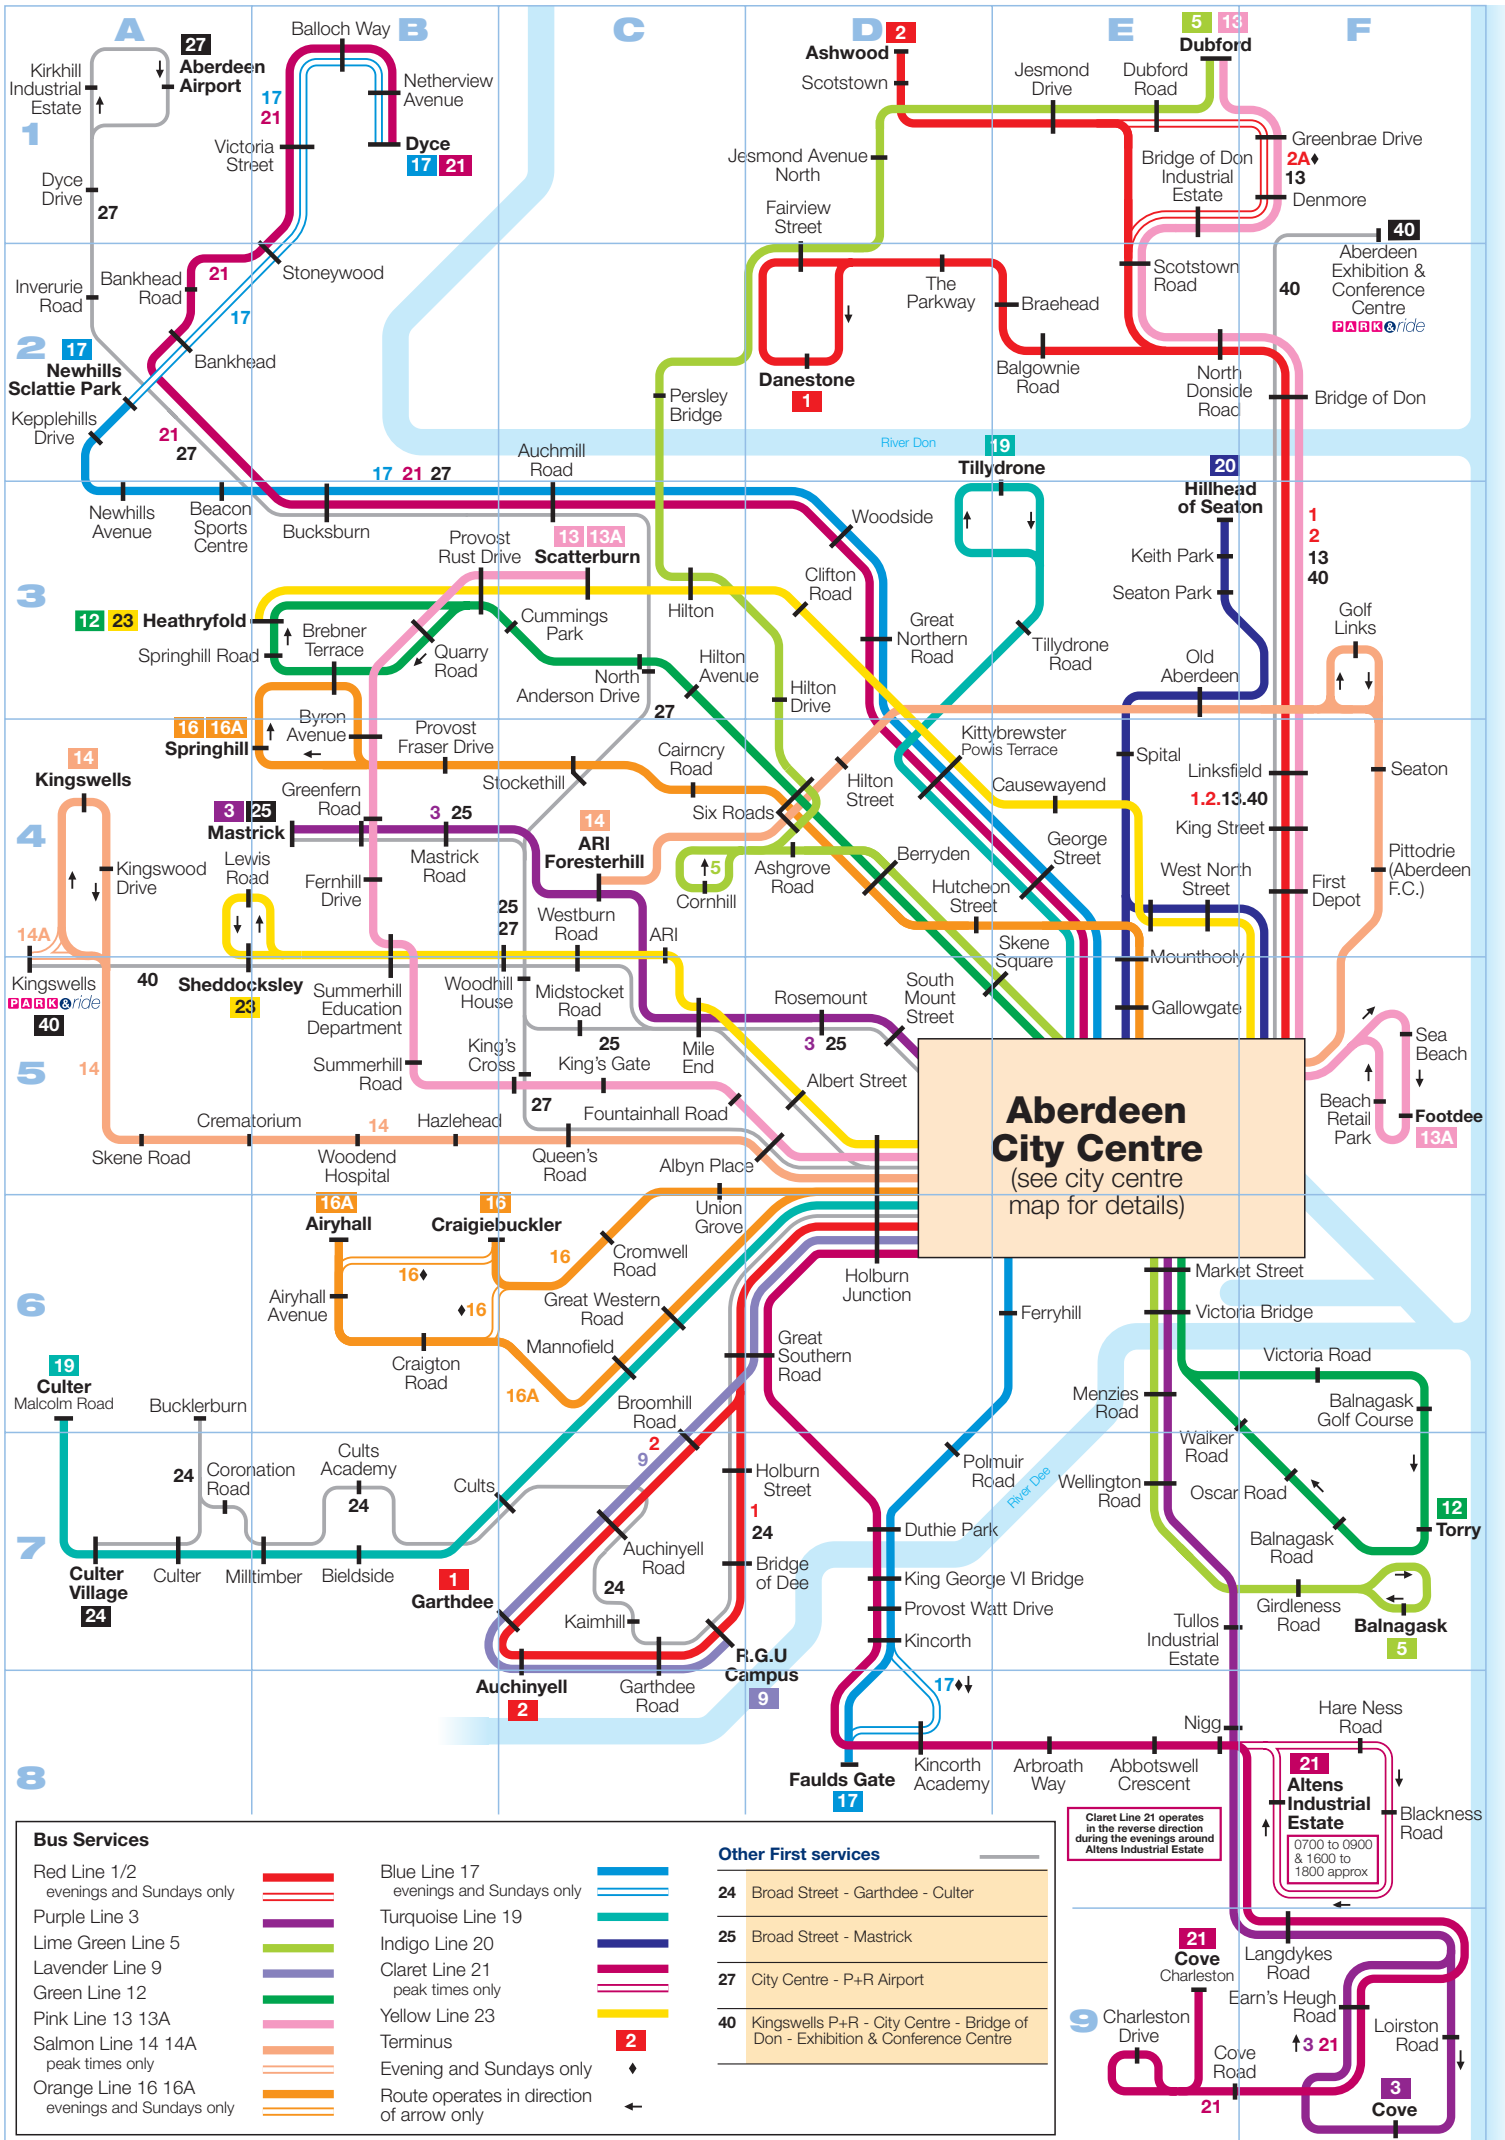 A
B
C
D
E
F
1
2
3
4
5
6
7
8
9
27
Aberdeen
Airport
Kirkhill
Industrial
Estate
Dyce
Drive
27
Inverurie
Road
Balloch Way
Netherview
Avenue
17
21
Victoria
Street
Dyce
17 21
Stoneywood
Bankhead
Road
21
17
Bankhead
17
Newhills
Sclattie Park
Kepplehills
Drive
21
27
17 21 27
Auchmill
Road
Newhills
Avenue
Beacon
Sports
Centre
Bucksburn
2
Ashwood
Scotstown
Jesmond
Drive
Dubford
Road
5 13
Dubford
Jesmond Avenue
North
Fairview
Street
Bridge of Don
Industrial
Estate
Greenbrae Drive
2A♦
13
Denmore
40
Aberdeen
Exhibition &
Conference
Centre
PARK&ride
40
Scotstown
Road
The
Parkway
Braehead
Danestone
1
Balgownie
Road
North
Donside
Road
Bridge of Don
Persley
Bridge
River Don
19
Tillydrone
20
Hillhead
of Seaton
Keith Park
Seaton Park
1
2
13
40
Golf
Links
Woodside
Clifton
Road
Great
Northern
Road
Tillydrone
Road
Old
Aberdeen
Provost
Rust Drive
13 13A
Scatterburn
12 23 Heathryfold
Springhill Road
Brebner
Terrace
Quarry
Road
Cummings
Park
Hilton
North
Anderson Drive
Hilton
Avenue
Hilton
Drive
27
16 16A
Springhill
Byron
Avenue
Provost
Fraser Drive
Stockethill
Cairncry
Road
Six Roads
Hilton
Street
Kittybrewster
Powis Terrace
Causewayend
Spital
Linksfield
1.2.13.40
King Street
Seaton
14
Kingswells
Greenfern
Road
3 25
Mastrick
3 25
Mastrick
Road
14
ARI
Foresterhill
5
Cornhill
Ashgrove
Road
Berryden
George
Street
Hutcheon
Street
West North
Street
First
Depot
Pittodrie
(Aberdeen
F.C.)
Kingswood
Drive
Lewis
Road
Fernhill
Drive
14A
25
27
Westburn
Road
ARI
Skene
Square
Mounthooly
Gallowgate
Kingswells
PARK&ride
40
40
Sheddocksley
23
Summerhill
Education
Department
Woodhill
House
Midstocket
Road
Rosemount
South
Mount
Street
3 25
Sea
Beach
14
Summerhill
Road
King's
Cross
25
King's Gate
Mile
End
Albert Street
Beach
Retail
Park
Footdee
13A
Aberdeen
City Centre
(see city centre
map for details)
27
Fountainhall Road
Crematorium
14
Hazlehead
Skene Road
Woodend
Hospital
Queen's
Road
Albyn Place
16A
Airyhall
16
Craigiebuckler
Union
Grove
16
Cromwell
Road
Holburn
Junction
16♦
♦16
Airyhall
Avenue
Great Western
Road
Mannofield
Craigton
Road
16A
Broomhill
Road
Great
Southern
Road
Ferryhill
Market Street
Victoria Bridge
Victoria Road
Menzies
Road
Balnagask
Golf Course
Walker
Road
Oscar Road
Balnagask
Road
12
Torry
19
Culter
Malcolm Road
Bucklerburn
24
Coronation
Road
Cults
Academy
24
2
9
Cults
Holburn
Street
1
24
Polmuir
Road
River Dee
Wellington
Road
Culter
Village
24
Culter
Milltimber
Bieldside
1
Garthdee
Auchinyell
Road
24
Kaimhill
Bridge
of Dee
Duthie Park
King George VI Bridge
Provost Watt Drive
Kincorth
Girdleness
Road
Balnagask
5
Tullos
Industrial
Estate
Auchinyell
2
Garthdee
Road
R.G.U
Campus
9
17♦
Nigg
Hare Ness
Road
Faulds Gate
17
Kincorth
Academy
Arbroath
Way
Abbotswell
Crescent
21
Altens
Industrial
Estate
0700 to 0900
& 1600 to
1800 approx
Blackness
Road
Claret Line 21 operates
in the reverse direction
during the evenings around
Altens Industrial Estate
21
Cove
Charleston
Langdykes
Road
Earn's Heugh
Road
Charleston
Drive
3 21
Loirston
Road
Cove
Road
21
3
Cove
Bus Services
Red Line 1/2
evenings and Sundays only
Purple Line 3
Lime Green Line 5
Lavender Line 9
Green Line 12
Pink Line 13 13A
Salmon Line 14 14A
peak times only
Orange Line 16 16A
evenings and Sundays only
Blue Line 17
evenings and Sundays only
Turquoise Line 19
Indigo Line 20
Claret Line 21
peak times only
Yellow Line 23
Terminus 2
Evening and Sundays only ♦
Route operates in direction
of arrow only
Other First services
24 Broad Street - Garthdee - Culter
25 Broad Street - Mastrick
27 City Centre - P+R Airport
40 Kingswells P+R - City Centre - Bridge of
Don - Exhibition & Conference Centre